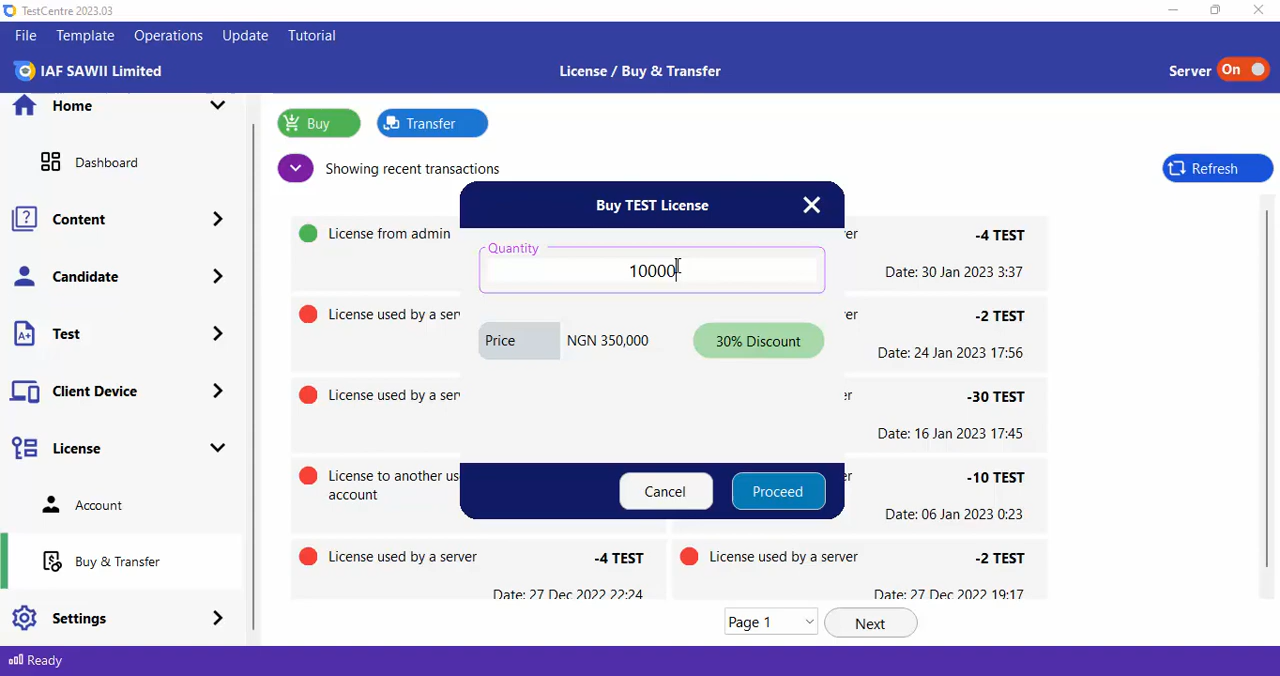 TestCentre 2023.03
File Template Operations Update Tutorial
IAF SAWII Limited
License / Buy & Transfer
Server On
Home
Dashboard
Content
Candidate
Test
Client Device
License
Account
Buy & Transfer
Settings
Buy
Transfer
Showing recent transactions
Refresh
License from admin
-4 TEST
Date: 30 Jan 2023 3:37
License used by a
-2 TEST
Date: 24 Jan 2023 17:56
License used by a
-30 TEST
Date: 16 Jan 2023 17:45
License to another
account
-10 TEST
Date: 06 Jan 2023 0:23
License used by a server
-4 TEST
Date: 27 Dec 2022 22:24
License used by a server
-2 TEST
Date: 27 Dec 2022 19:17
Buy TEST License
Quantity
10000
Price
NGN 350,000
30% Discount
Cancel
Proceed
Page 1
Next
Ready